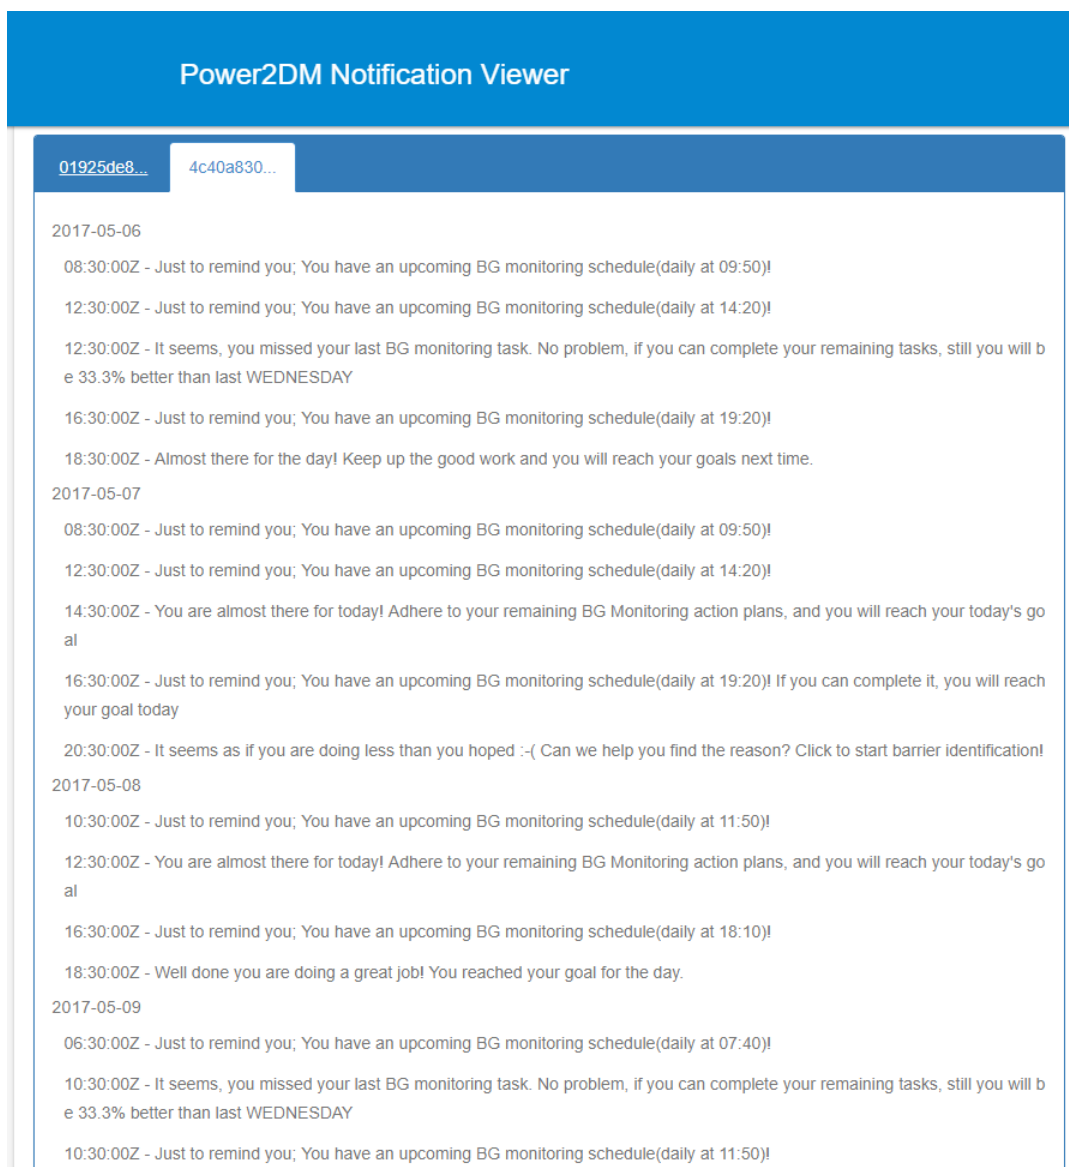 Power2DM Notification Viewer
01925de8...
4c40a830...
2017-05-06
08:30:00Z - Just to remind you; You have an upcoming BG monitoring schedule(daily at 09:50)!
12:30:00Z - Just to remind you; You have an upcoming BG monitoring schedule(daily at 14:20)!
12:30:00Z - It seems, you missed your last BG monitoring task. No problem, if you can complete your remaining tasks, still you will b
e 33.3% better than last WEDNESDAY
16:30:00Z - Just to remind you; You have an upcoming BG monitoring schedule(daily at 19:20)!
18:30:00Z - Almost there for the day! Keep up the good work and you will reach your goals next time.
2017-05-07
08:30:00Z - Just to remind you; You have an upcoming BG monitoring schedule(daily at 09:50)!
12:30:00Z - Just to remind you; You have an upcoming BG monitoring schedule(daily at 14:20)!
14:30:00Z - You are almost there for today! Adhere to your remaining BG Monitoring action plans, and you will reach your today's go
al
16:30:00Z - Just to remind you; You have an upcoming BG monitoring schedule(daily at 19:20)! If you can complete it, you will reach
your goal today
20:30:00Z - It seems as if you are doing less than you hoped :-( Can we help you find the reason? Click to start barrier identification!
2017-05-08
10:30:00Z - Just to remind you; You have an upcoming BG monitoring schedule(daily at 11:50)!
12:30:00Z - You are almost there for today! Adhere to your remaining BG Monitoring action plans, and you will reach your today's go
al
16:30:00Z - Just to remind you; You have an upcoming BG monitoring schedule(daily at 18:10)!
18:30:00Z - Well done you are doing a great job! You reached your goal for the day.
2017-05-09
06:30:00Z - Just to remind you; You have an upcoming BG monitoring schedule(daily at 07:40)!
10:30:00Z - It seems, you missed your last BG monitoring task. No problem, if you can complete your remaining tasks, still you will b
e 33.3% better than last WEDNESDAY
10:30:00Z - Just to remind you; You have an upcoming BG monitoring schedule(daily at 11:50)!